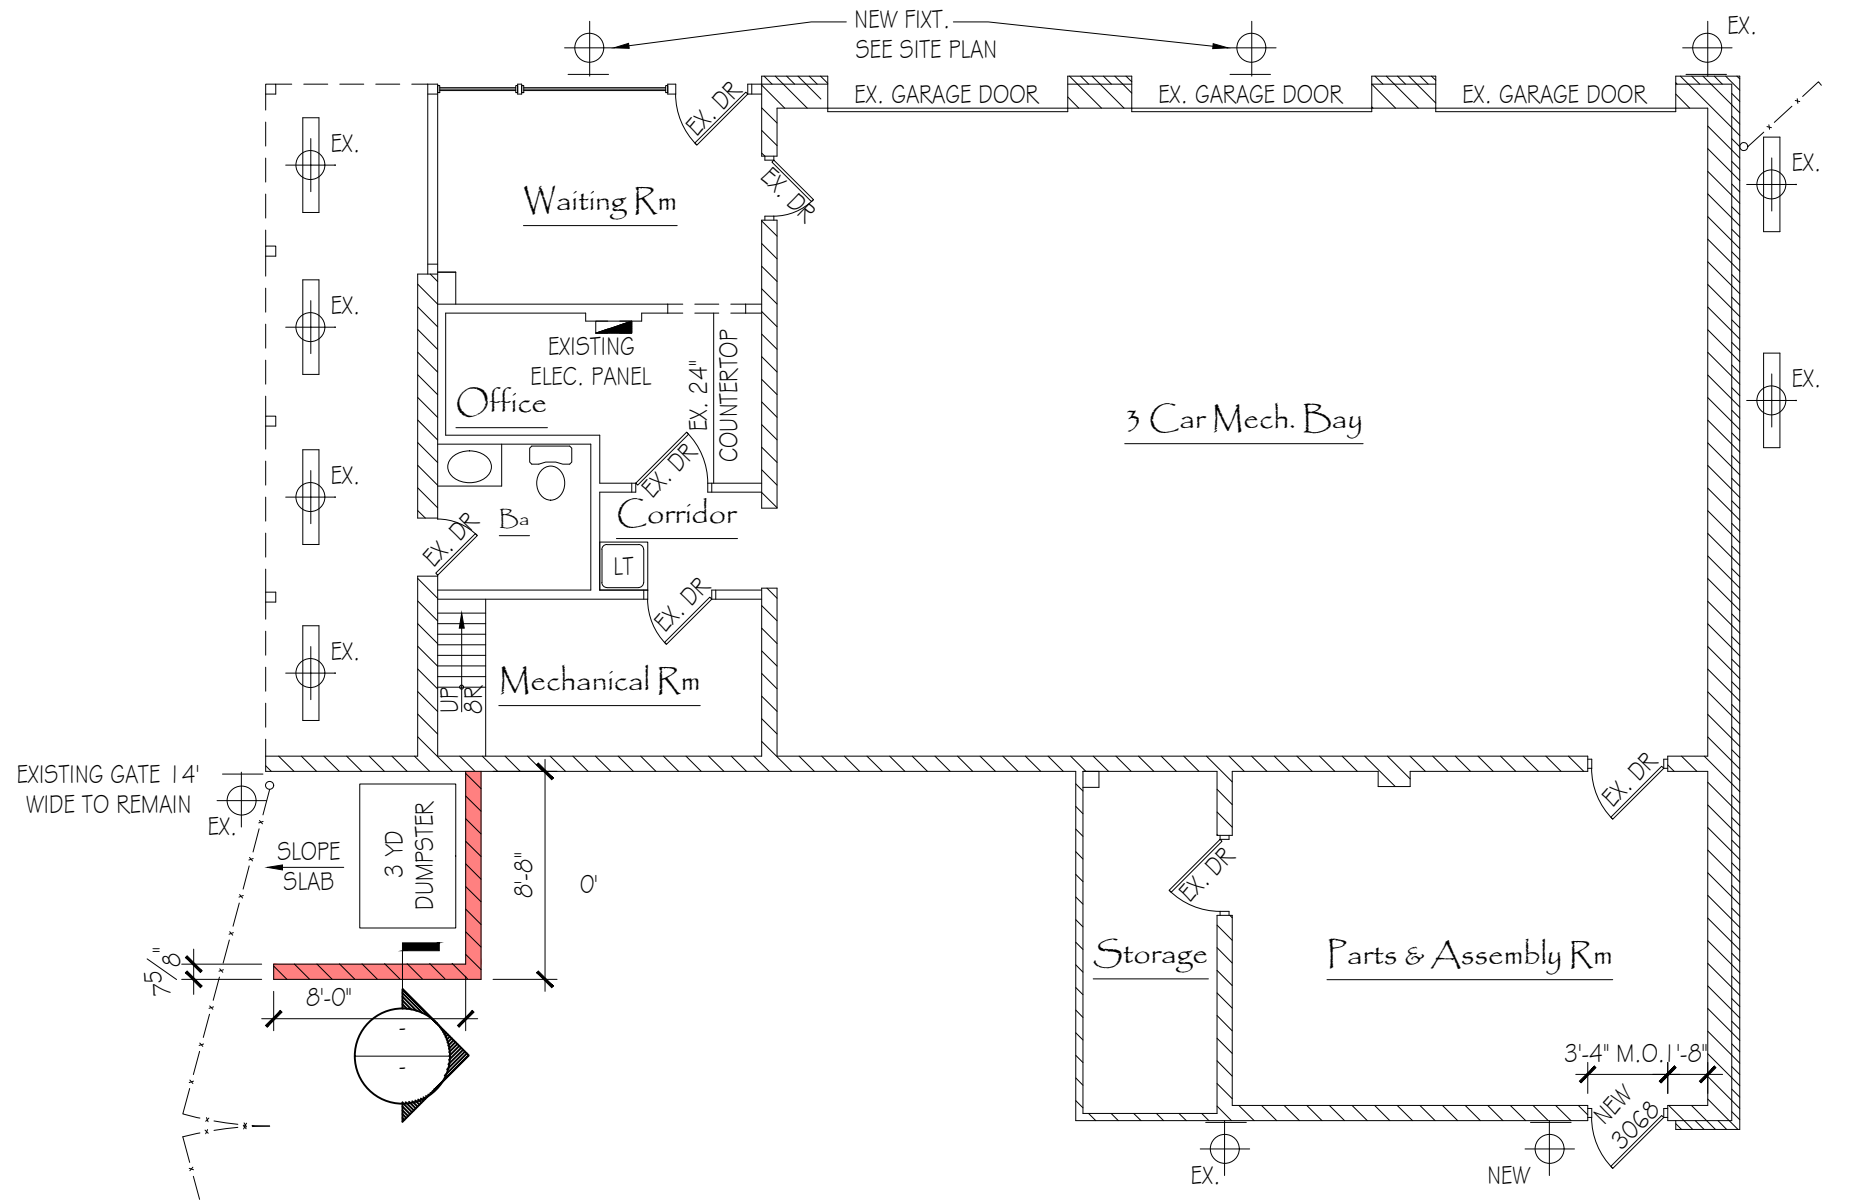 NEW FIXT.
SEE SITE PLAN
EX.
EX. DR
EX. GARAGE DOOR
EX. GARAGE DOOR
EX. GARAGE DOOR
EX.
EX.
EX. DR
Waiting Rm
EX.
EXISTING
ELEC. PANEL
EX. 24"
COUNTERTOP
EX.
Office
3 Car Mech. Bay
EX. DR
EX.
Ba
Corridor
EX. DR
LT
EX. DR
EX.
UP
8R
Mechanical Rm
EXISTING GATE 14'
WIDE TO REMAIN
EX.
EX. DR
SLOPE
SLAB
3 YD
DUMPSTER
8'-8"
0'
EX. DR
Storage
Parts & Assembly Rm
7 5/8"
8'-0"
-
-
3'-4" M.O.
1'-8"
NEW
3068
EX.
NEW